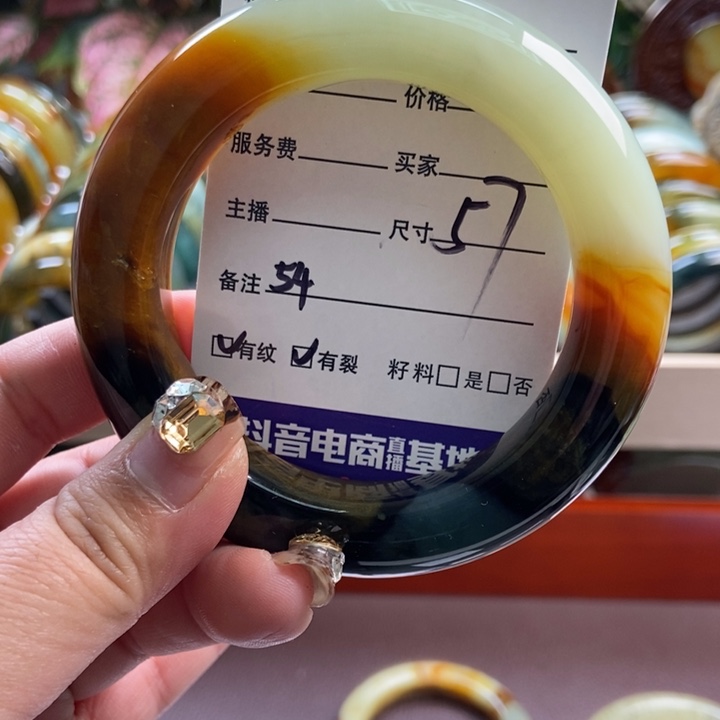 价格
服务费 买家
主播 尺寸 57
备注 54
☑有纹 ☑有裂 籽料□是□否
抖音电商直播基地